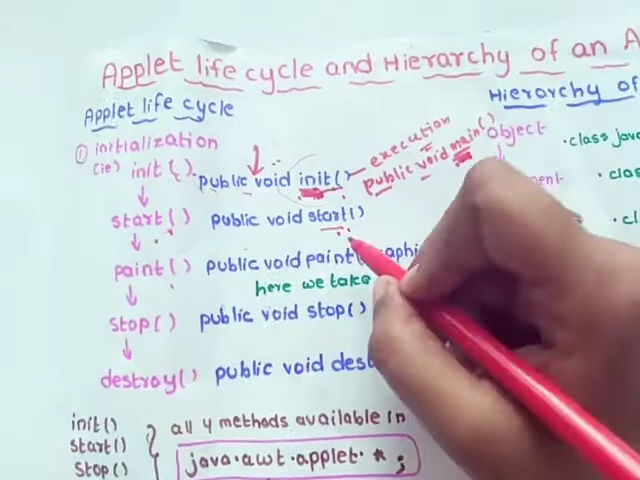 Applet life cycle and Hierarchy of an A
Applet life cycle
① initialization
(ie) init().
public void init()
execution
public void main()
start()
public void start()
paint()
public void paint(
here we take
stop()
public void stop()
destroy()
public void des
init()
start()
stop()
all 4 methods available in
java.awt.applet.*;
Hierarchy of
object
.class java
.clas
.cl